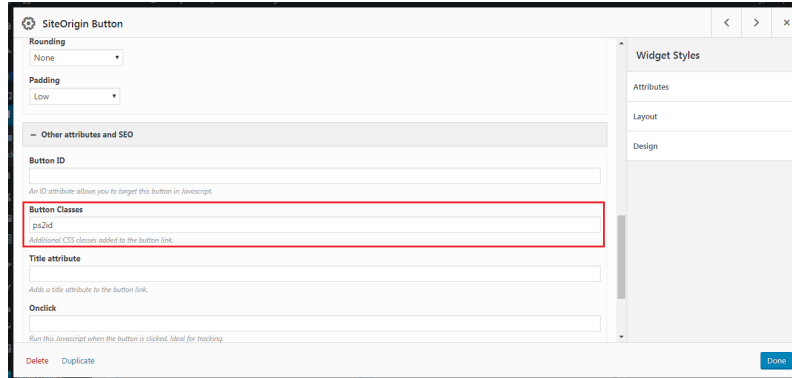 SiteOrigin Button
Rounding
None
Padding
Low
– Other attributes and SEO
Button ID
An ID attribute allows you to target this button in Javascript.
Button Classes
ps2id
Additional CSS classes added to the button link.
Title attribute
Adds a title attribute to the button link.
Onclick
Run this Javascript when the button is clicked. Ideal for tracking.
Widget Styles
Attributes
Layout
Design
Delete Duplicate
Done